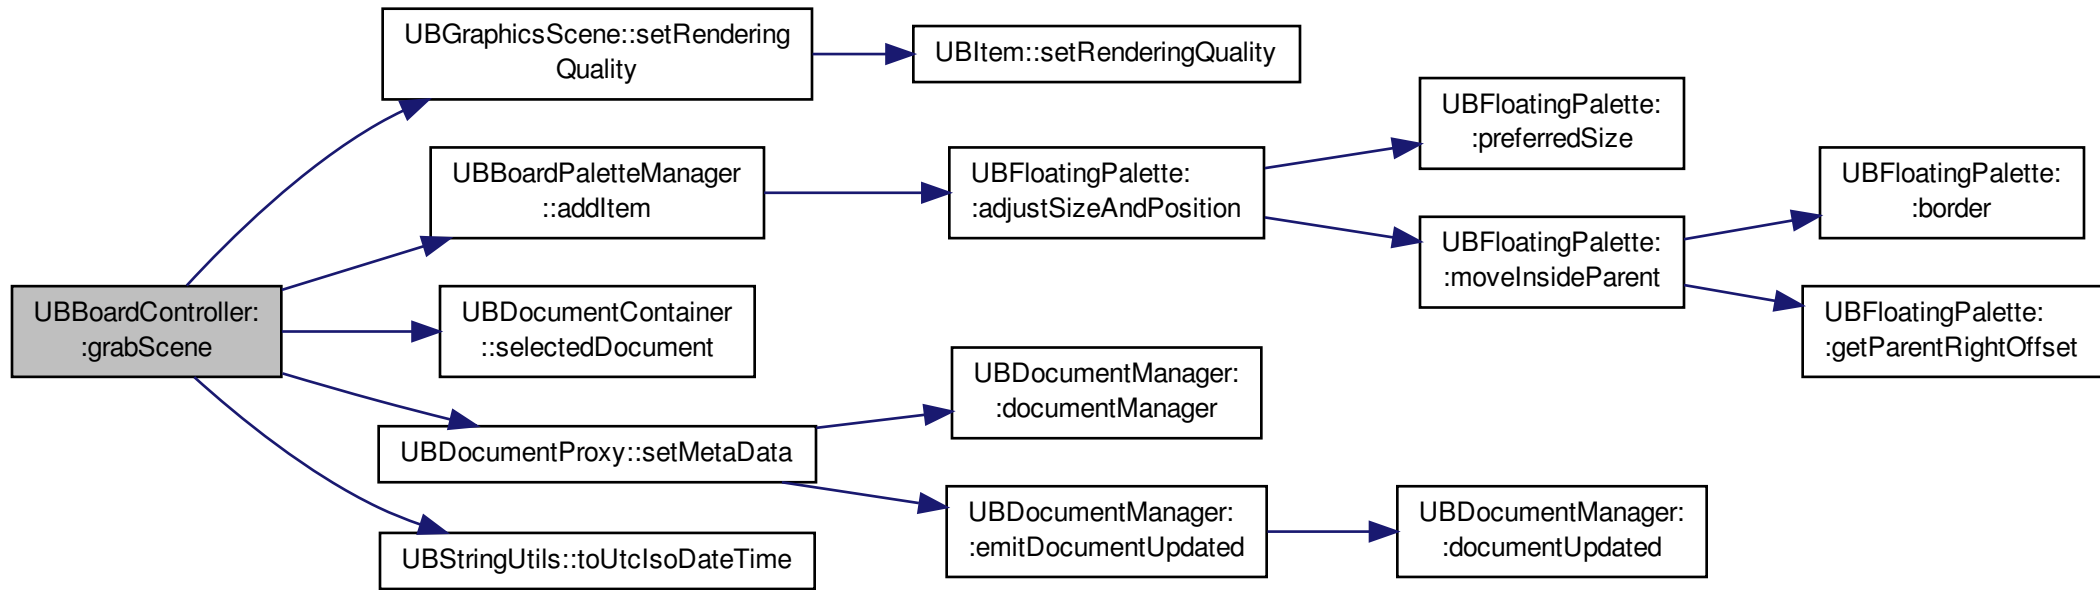 UBGraphicsScene::setRendering
Quality
UBItem::setRenderingQuality
UBFloatingPalette:
:preferredSize
UBBoardPaletteManager
::addItem
UBFloatingPalette:
:adjustSizeAndPosition
UBFloatingPalette:
:border
UBFloatingPalette:
:moveInsideParent
UBBoardController:
:grabScene
UBDocumentContainer
::selectedDocument
UBFloatingPalette:
:getParentRightOffset
UBDocumentManager:
:documentManager
UBDocumentProxy::setMetaData
UBDocumentManager:
:emitDocumentUpdated
UBDocumentManager:
:documentUpdated
UBStringUtils::toUtcIsoDateTime